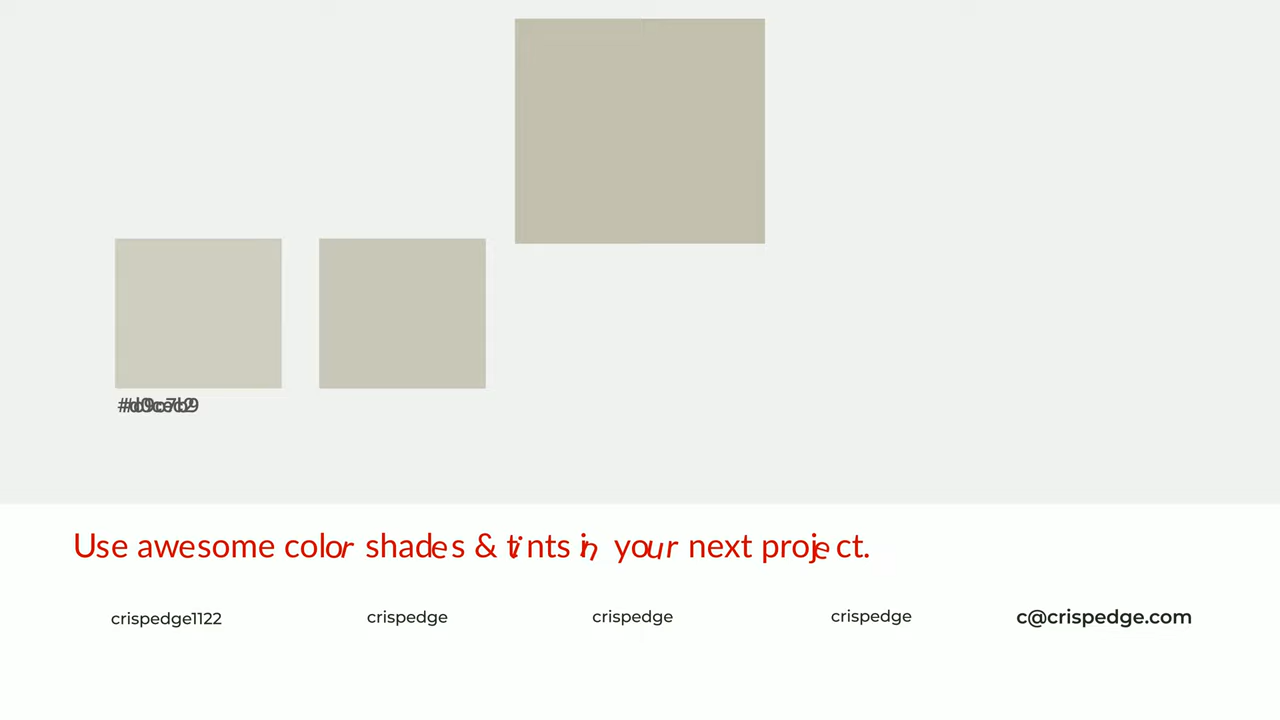 Use awesome color shades & tints in your next project.
crispedge1122 crispedge crispedge crispedge c@crispedge.com